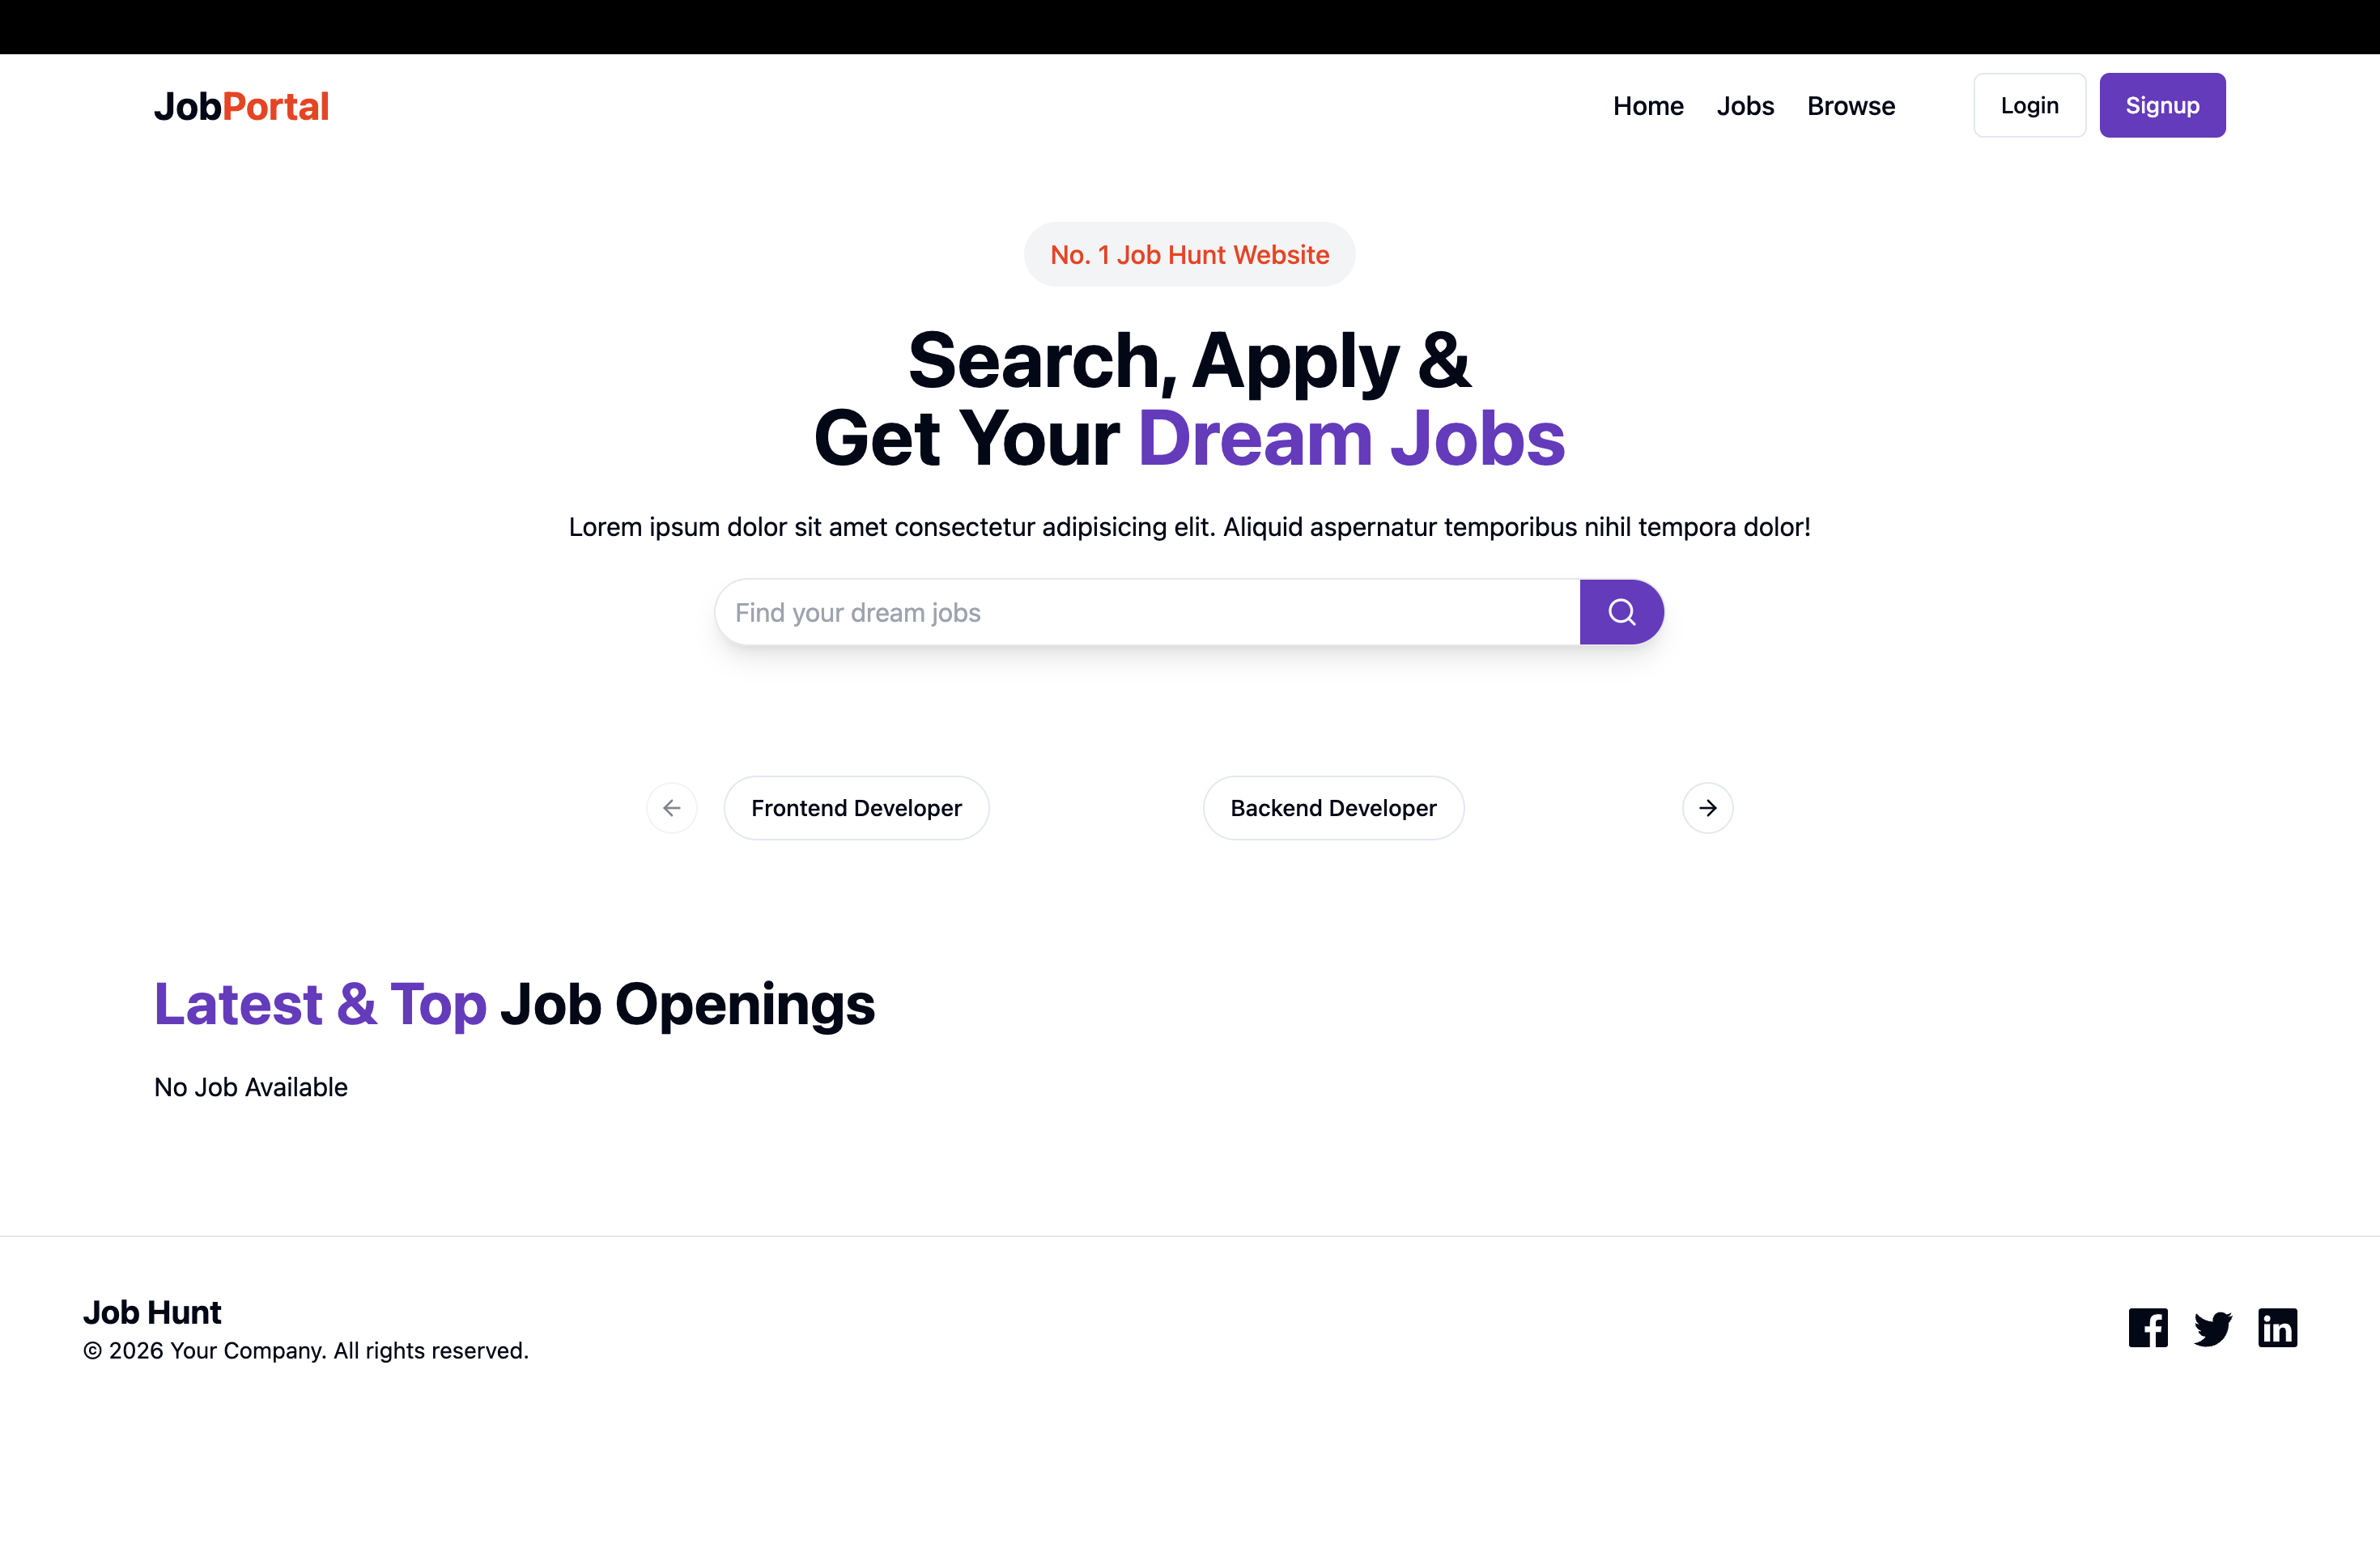 JobPortal
Home
Jobs
Browse
Login
Signup
No. 1 Job Hunt Website
Search, Apply &
Get Your Dream Jobs
Lorem ipsum dolor sit amet consectetur adipisicing elit. Aliquid aspernatur temporibus nihil tempora dolor!
Find your dream jobs
Frontend Developer
Backend Developer
Latest & Top Job Openings
No Job Available
Job Hunt
© 2026 Your Company. All rights reserved.